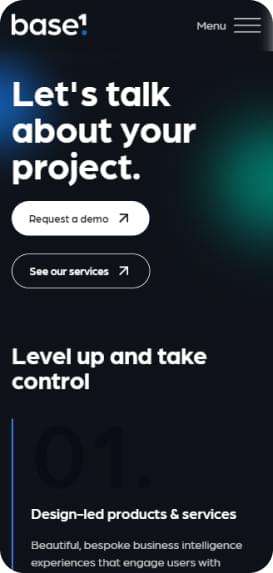 base¹
Menu
Let's talk
about your
project.
Request a demo
See our services
Level up and take
control
01.
Design-led products & services
Beautiful, bespoke business intelligence
experiences that engage users with